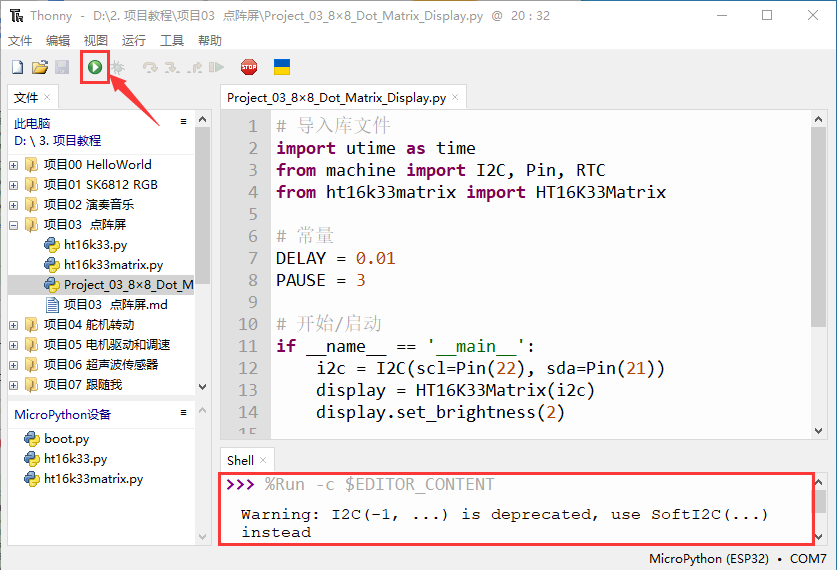 Thonny - D:\2. 项目教程\项目03 点阵屏\Project_03_8×8_Dot_Matrix_Display.py @ 20 : 32
文件 编辑 视图 运行 工具 帮助
STOP
文件 ×
此电脑 ≡
D: \ 3. 项目教程
项目00 HelloWorld
项目01 SK6812 RGB
项目02 演奏音乐
项目03 点阵屏
ht16k33.py
ht16k33matrix.py
Project_03_8×8_Dot_M
项目03 点阵屏.md
项目04 舵机转动
项目05 电机驱动和调速
项目06 超声波传感器
项目07 跟随我
MicroPython设备 ≡
boot.py
ht16k33.py
ht16k33matrix.py
Project_03_8×8_Dot_Matrix_Display.py ×
1 # 导入库文件
2 import utime as time
3 from machine import I2C, Pin, RTC
4 from ht16k33matrix import HT16K33Matrix
5
6 # 常量
7 DELAY = 0.01
8 PAUSE = 3
9
10 # 开始/启动
11 if __name__ == '__main__':
12 i2c = I2C(scl=Pin(22), sda=Pin(21))
13 display = HT16K33Matrix(i2c)
14 display.set_brightness(2)
15
Shell ×
>>> %Run -c $EDITOR_CONTENT
Warning: I2C(-1, ...) is deprecated, use SoftI2C(...)
instead
MicroPython (ESP32) • COM7